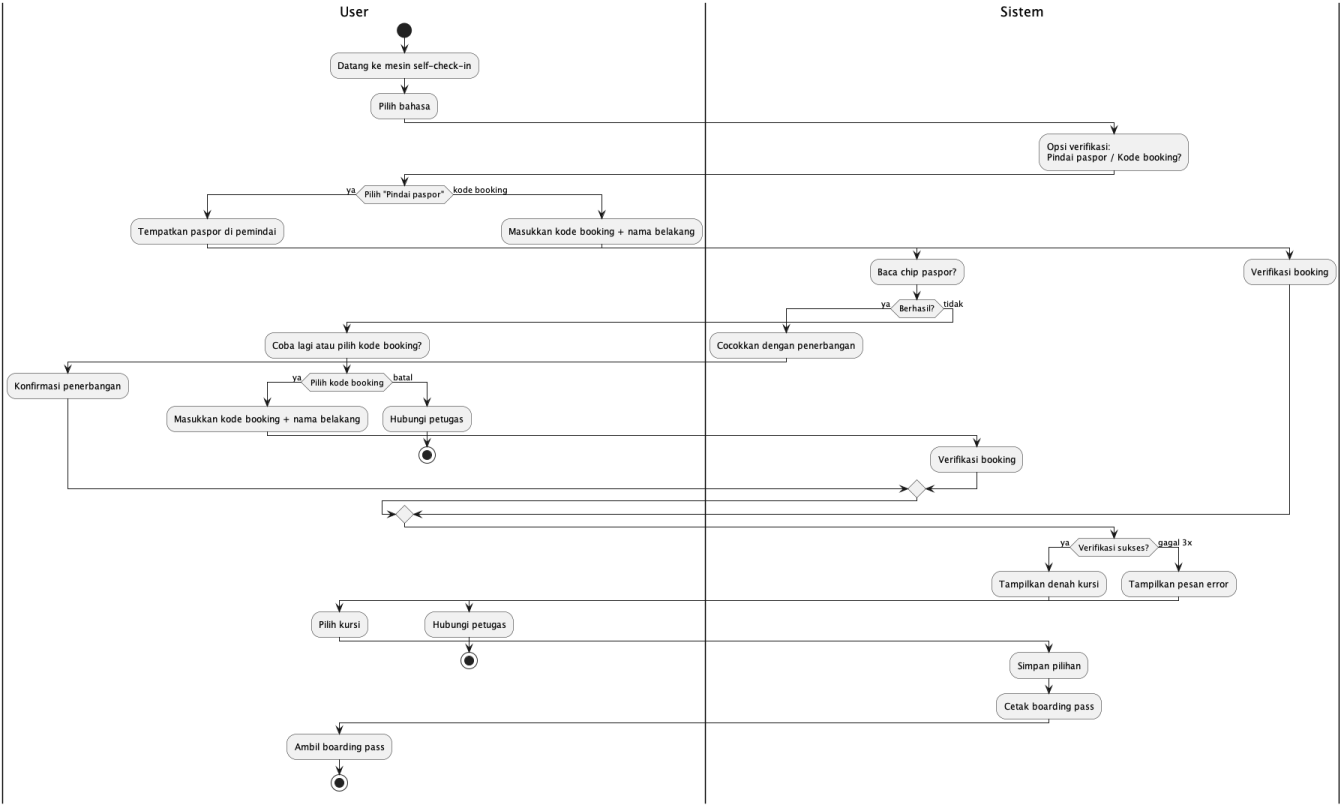 User
Sistem
Datang ke mesin self-check-in
Pilih bahasa
Opsi verifikasi:
Pindai paspor / Kode booking?
ya
Pilih "Pindai paspor"
kode booking
Tempatkan paspor di pemindai
Masukkan kode booking + nama belakang
Baca chip paspor?
Verifikasi booking
ya
Berhasil?
tidak
Coba lagi atau pilih kode booking?
Cocokkan dengan penerbangan
Konfirmasi penerbangan
ya
Pilih kode booking
batal
Masukkan kode booking + nama belakang
Hubungi petugas
Verifikasi booking
ya
Verifikasi sukses?
gagal 3x
Tampilkan denah kursi
Tampilkan pesan error
Pilih kursi
Hubungi petugas
Simpan pilihan
Cetak boarding pass
Ambil boarding pass